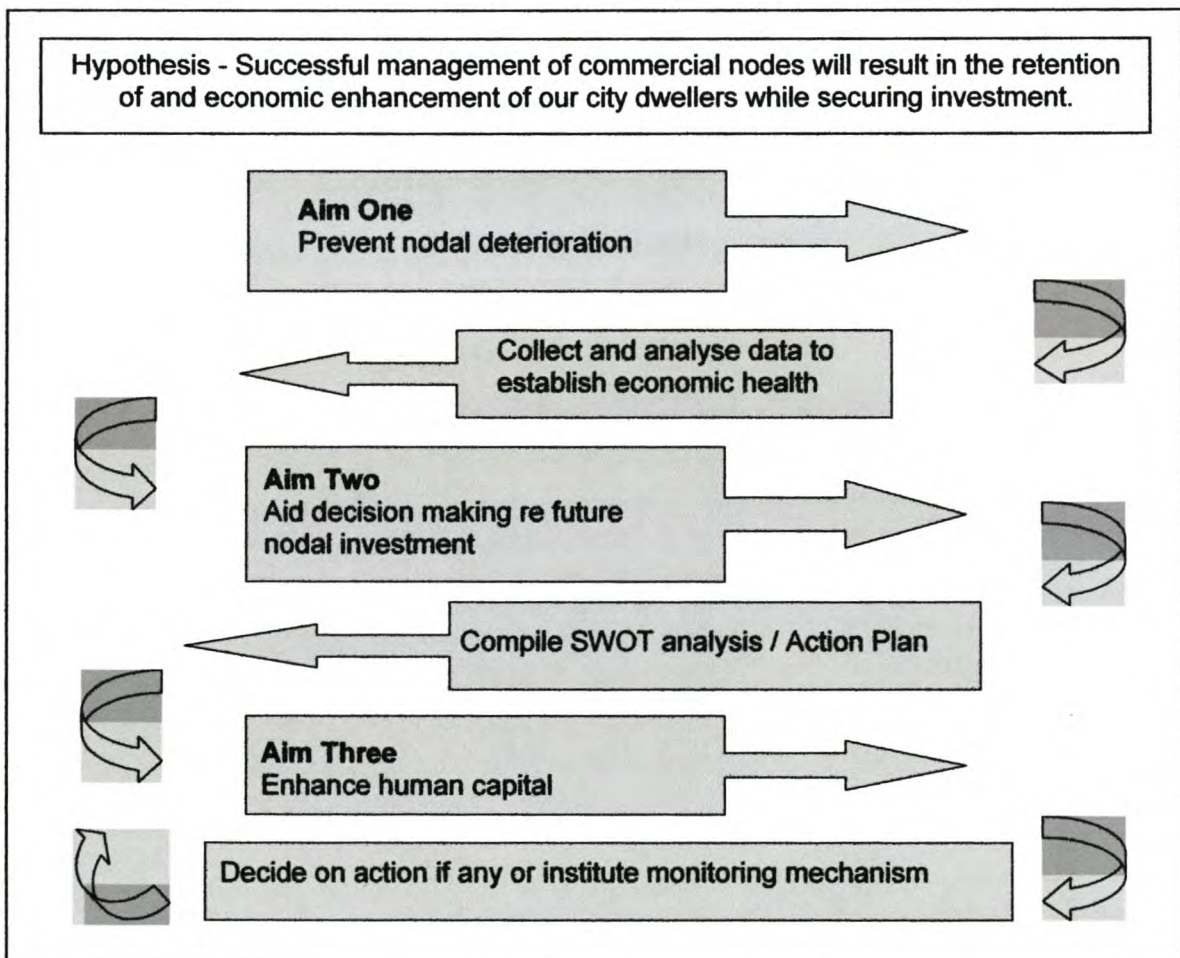 Hypothesis - Successful management of commercial nodes will result in the retention
of and economic enhancement of our city dwellers while securing investment.
Aim One
Prevent nodal deterioration
Collect and analyse data to
establish economic health
Aim Two
Aid decision making re future
nodal investment
Compile SWOT analysis / Action Plan
Aim Three
Enhance human capital
Decide on action if any or institute monitoring mechanism